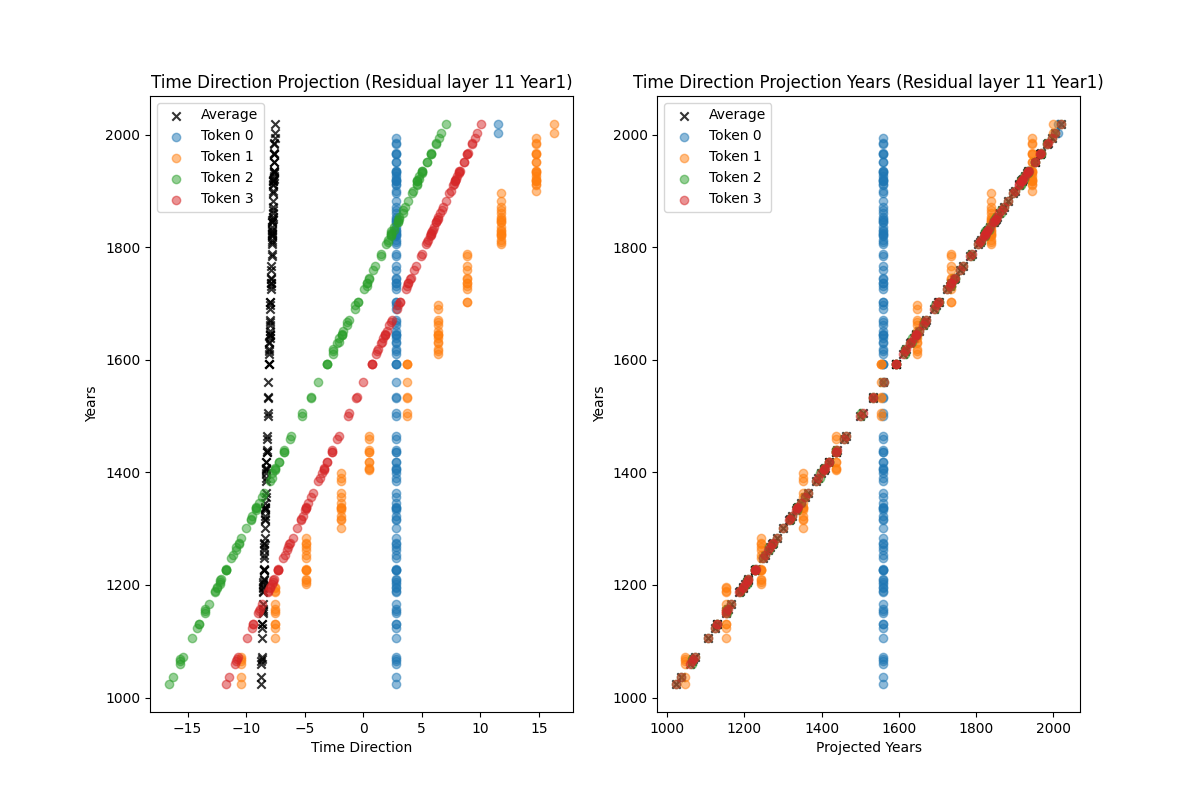 Time Direction Projection (Residual layer 11 Year1)
Average
Token 0
Token 1
Token 2
Token 3
2000
1800
1600
1400
1200
1000
Years
−15
−10
−5
0
5
10
15
Time Direction
Time Direction Projection Years (Residual layer 11 Year1)
Average
Token 0
Token 1
Token 2
Token 3
2000
1800
1600
1400
1200
1000
Years
1000
1200
1400
1600
1800
2000
Projected Years